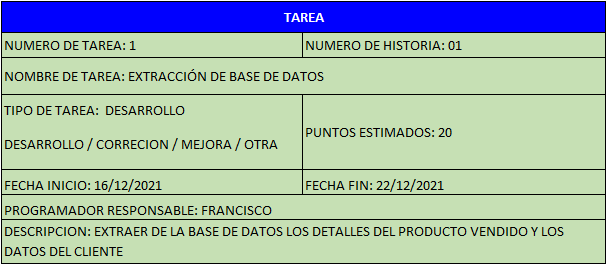 TAREA
NUMERO DE TAREA: 1
NUMERO DE HISTORIA: 01
NOMBRE DE TAREA: EXTRACCIÓN DE BASE DE DATOS
TIPO DE TAREA:  DESARROLLO
DESARROLLO / CORRECION / MEJORA / OTRA
PUNTOS ESTIMADOS: 20
FECHA INICIO: 16/12/2021
FECHA FIN: 22/12/2021
PROGRAMADOR RESPONSABLE: FRANCISCO
DESCRIPCION: EXTRAER DE LA BASE DE DATOS LOS DETALLES DEL PRODUCTO VENDIDO Y LOS
DATOS DEL CLIENTE